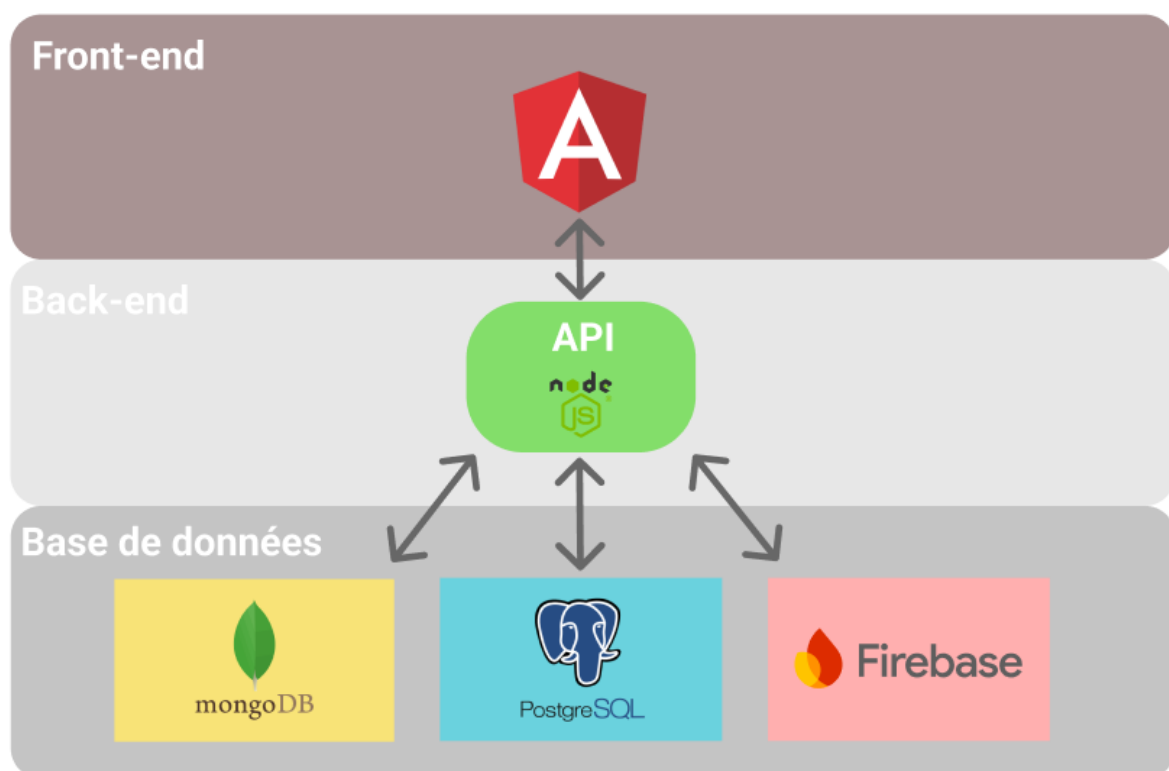 Front-end
A
Back-end
API
node
JS
Base de données
mongoDB
PostgreSQL
Firebase